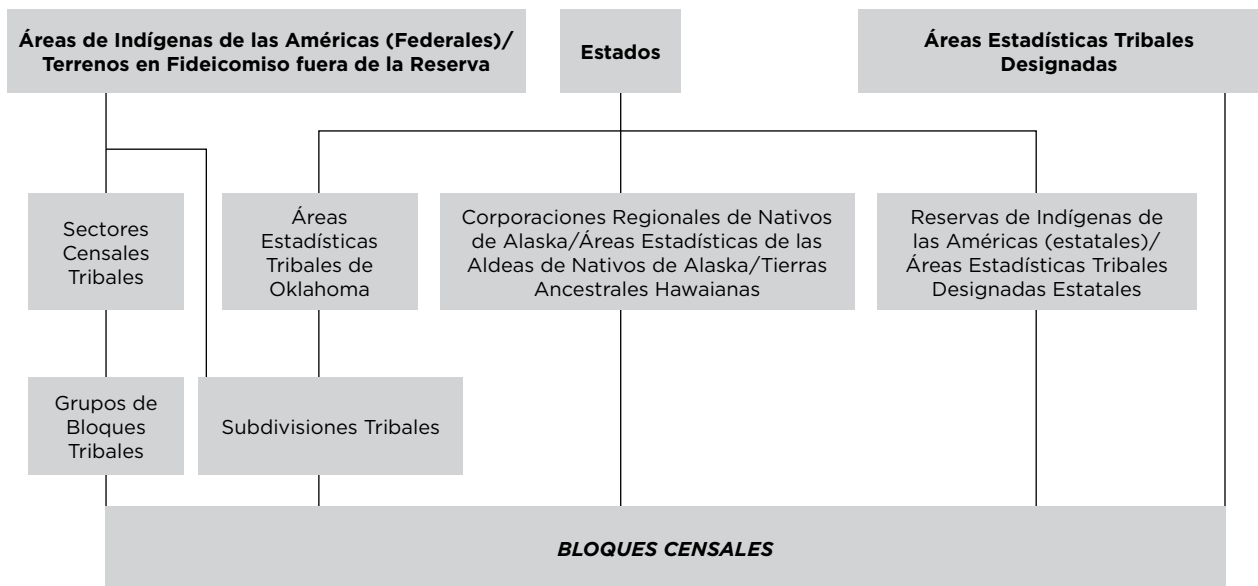 Áreas de Indígenas de las Américas (Federales)/
Terrenos en Fideicomiso fuera de la Reserva
Estados
Áreas Estadísticas Tribales
Designadas
Sectores
Censales
Tribales
Áreas
Estadísticas
Tribales de
Oklahoma
Corporaciones Regionales de Nativos
de Alaska/Áreas Estadísticas de las
Aldeas de Nativos de Alaska/Tierras
Ancestrales Hawaianas
Reservas de Indígenas de
las Américas (estatales)/
Áreas Estadísticas Tribales
Designadas Estatales
Grupos de
Bloques
Tribales
Subdivisiones Tribales
BLOQUES CENSALES